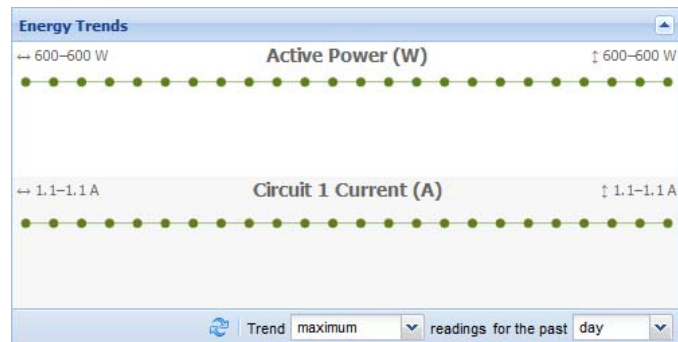 Energy Trends
↔ 600–600 W Active Power (W) ↕ 600–600 W
↔ 1.1–1.1 A Circuit 1 Current (A) ↕ 1.1–1.1 A
Trend maximum readings for the past day